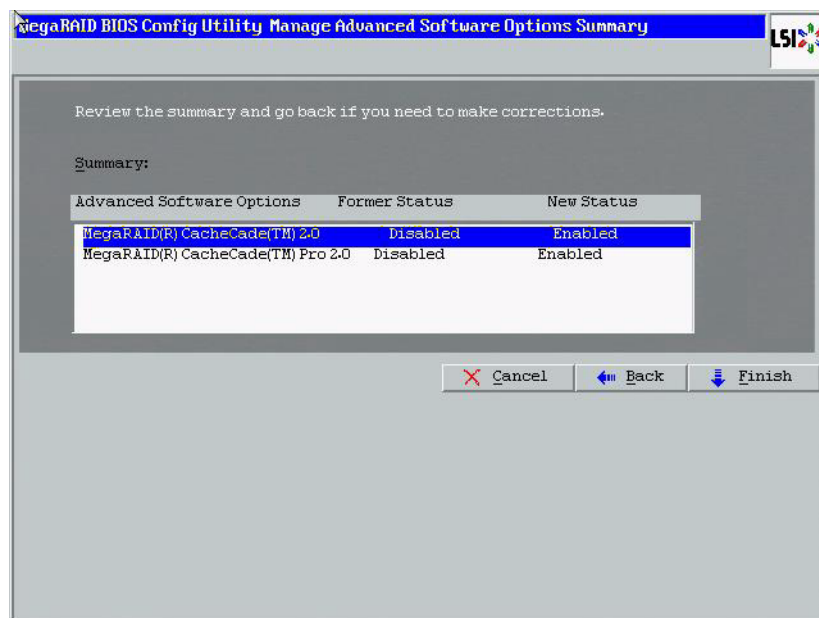 MegaRAID BIOS Config Utility Manage Advanced Software Options Summary
LSI
Review the summary and go back if you need to make corrections.
Summary:
Advanced Software Options Former Status New Status
MegaRAID(R) CacheCade(TM) 2.0 Disabled Enabled
MegaRAID(R) CacheCade(TM) Pro 2.0 Disabled Enabled
Cancel Back Finish